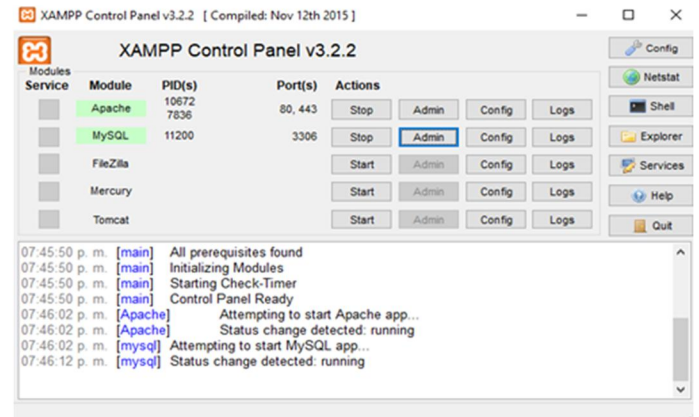 XAMPP Control Panel v3.2.2 [ Compiled: Nov 12th 2015 ]
XAMPP Control Panel v3.2.2
Config
Modules
Service Module PID(s) Port(s) Actions
Netstat
Apache 10672 7836 80, 443 Stop Admin Config Logs
Shell
MySQL 11200 3306 Stop Admin Config Logs
Explorer
FileZilla Start Admin Config Logs
Services
Mercury Start Admin Config Logs
Help
Tomcat Start Admin Config Logs
Quit
07:45:50 p. m. [main] All prerequisites found
07:45:50 p. m. [main] Initializing Modules
07:45:50 p. m. [main] Starting Check-Timer
07:45:50 p. m. [main] Control Panel Ready
07:46:02 p. m. [Apache] Attempting to start Apache app...
07:46:02 p. m. [Apache] Status change detected: running
07:46:02 p. m. [mysql] Attempting to start MySQL app...
07:46:12 p. m. [mysql] Status change detected: running